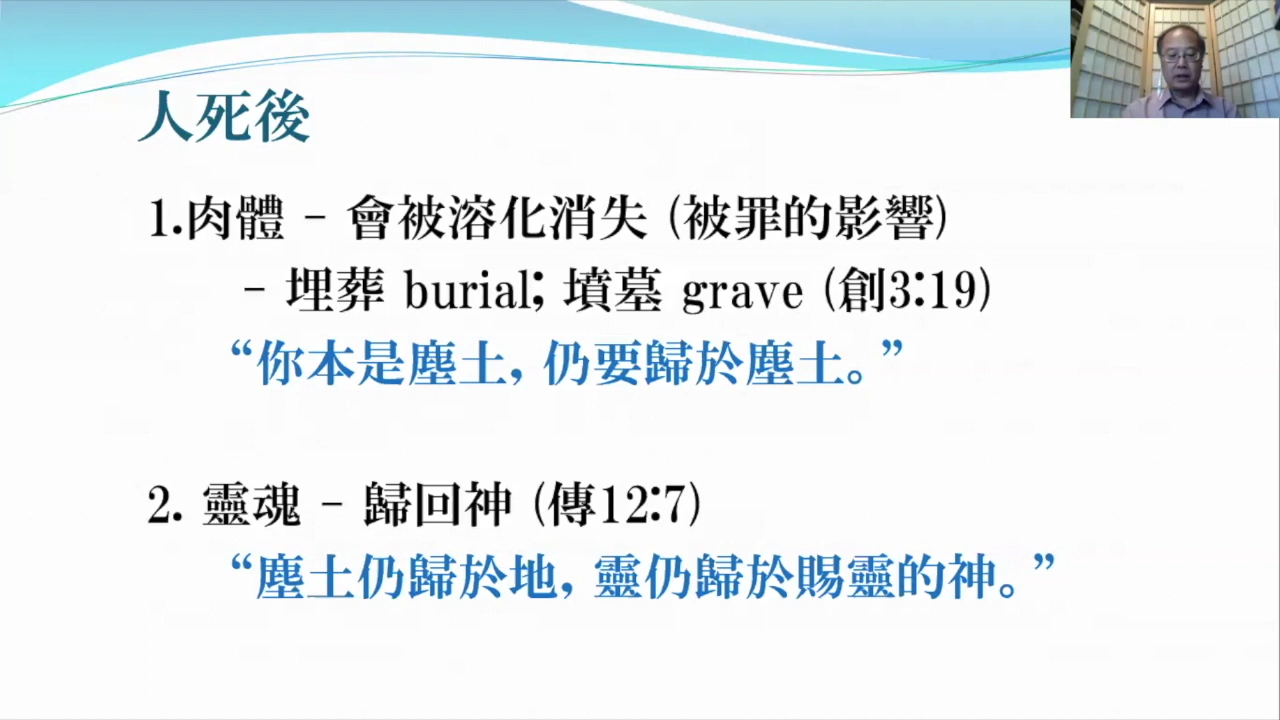 人死後
1.肉體 – 會被溶化消失 (被罪的影響)
– 埋葬 burial; 墳墓 grave (創3:19)
“你本是塵土, 仍要歸於塵土。”
2. 靈魂 – 歸回神 (傳12:7)
“塵土仍歸於地, 靈仍歸於賜靈的神。”